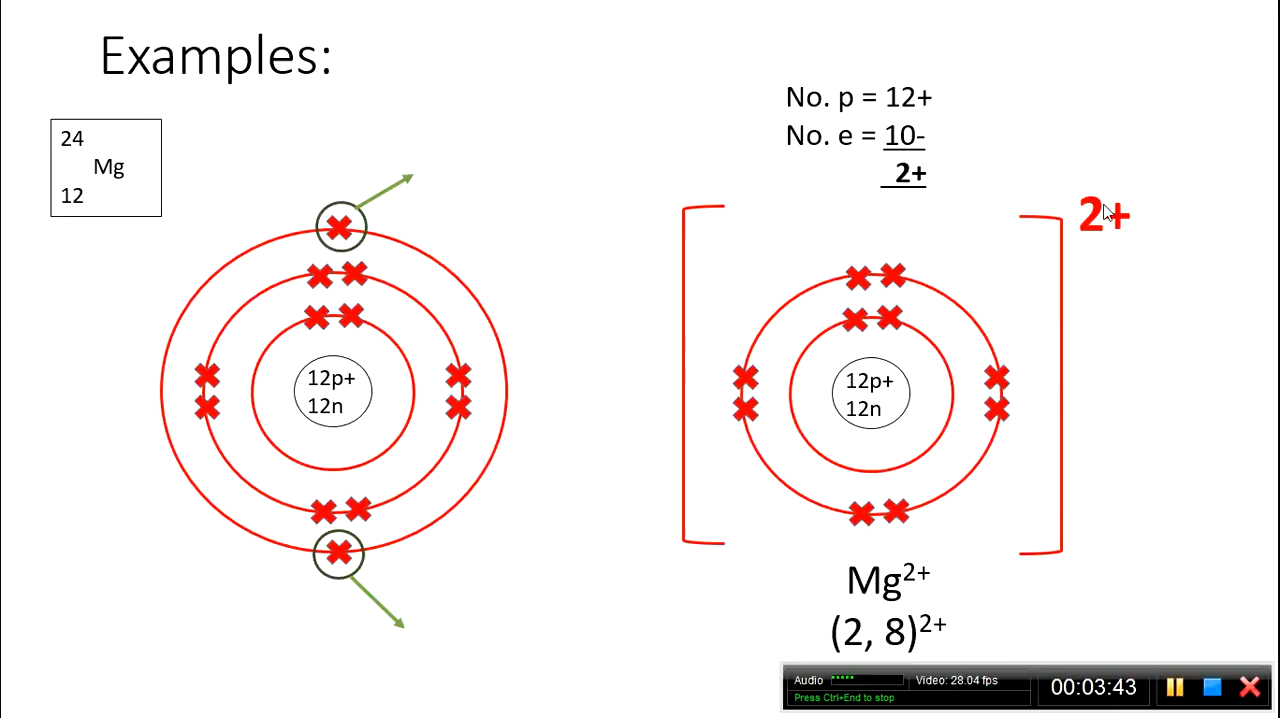 Examples:
24
Mg
12
12p+
12n
No. p = 12+
No. e = 10-
2+
2+
12p+
12n
Mg²⁺
(2, 8)²⁺
Audio
Video: 28.04 fps
Press Ctrl+End to stop
00:03:43